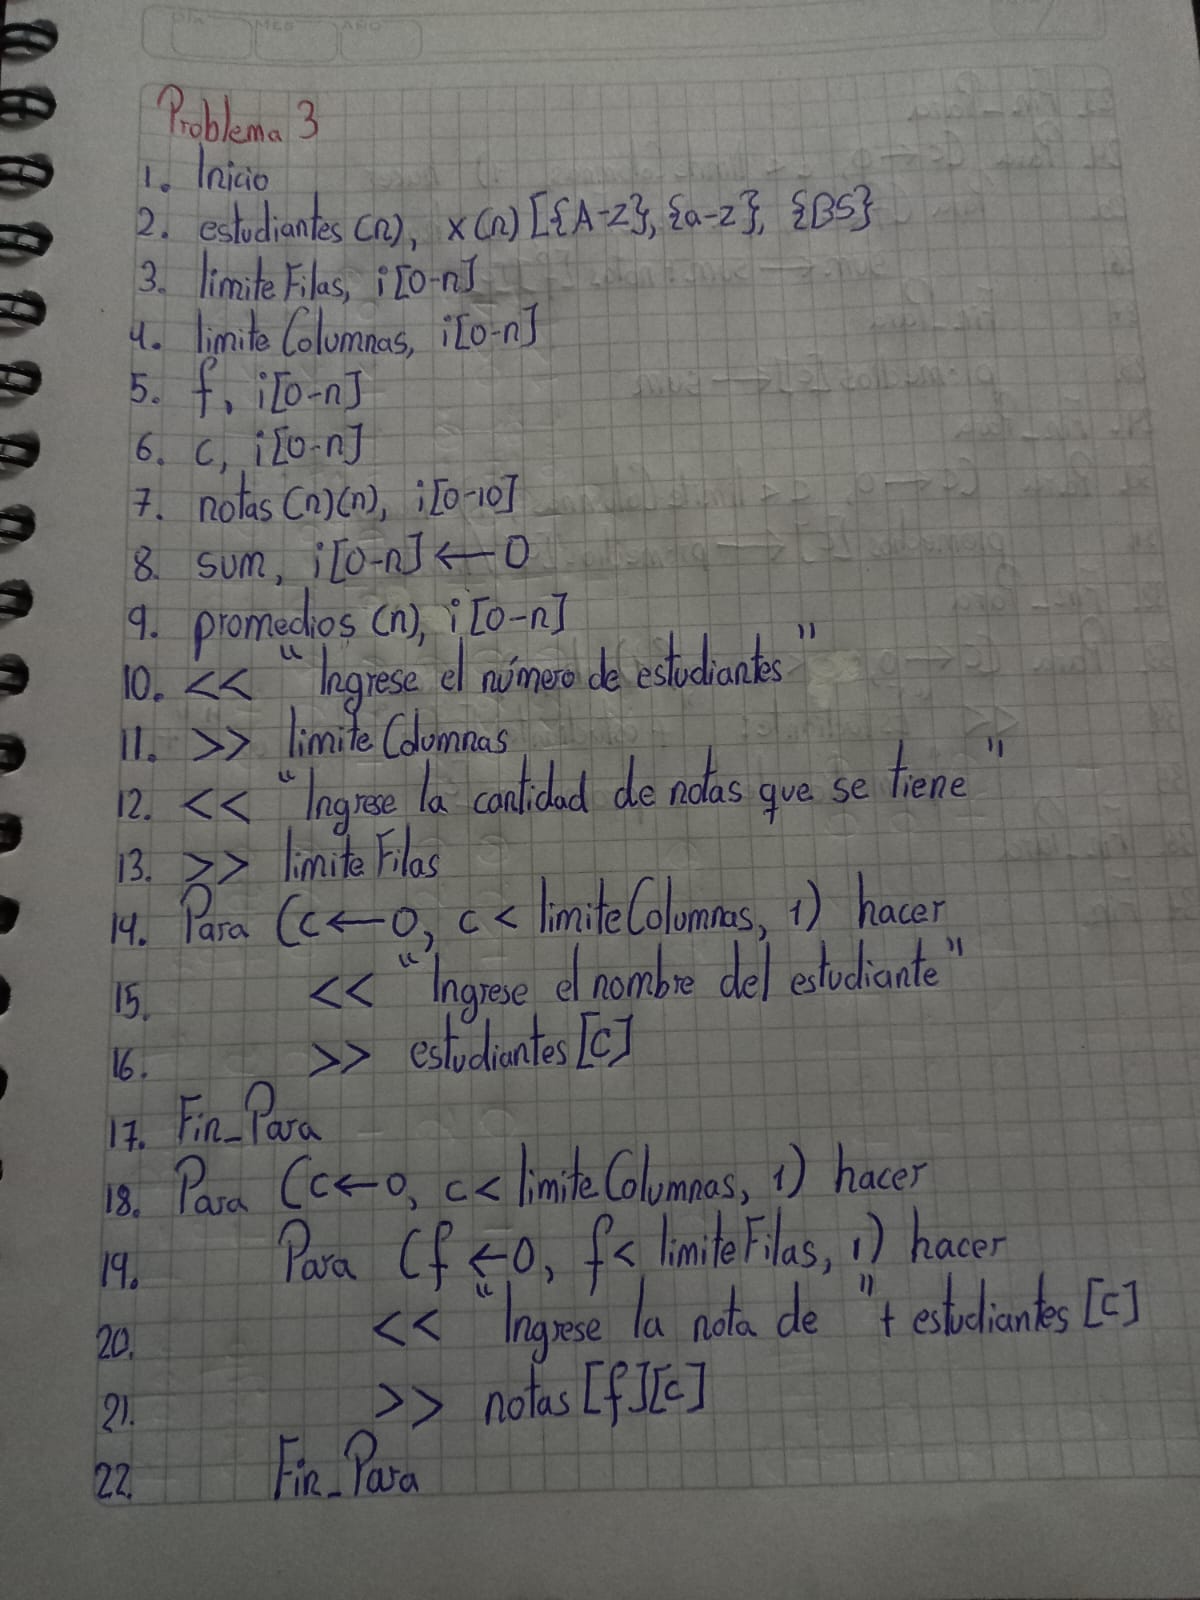 Problema 3
1. Inicio
2. estudiantes (n), x(n) [{A-Z}, {a-z}, {BS}
3. limite Filas, i[0-n]
4. limite Columnas, i[0-n]
5. f, i[0-n]
6. c, i[0-n]
7. notas (n)(n), i[0-10]
8. sum, i[0-n] ← 0
9. promedios (n), i[0-n]
10. << "Ingrese el número de estudiantes"
11. >> limite Columnas
12. << "Ingrese la cantidad de notas que se tiene"
13. >> limite Filas
14. Para (c←0, c < limite Columnas, 1) hacer
15. << "Ingrese el nombre del estudiante"
16. >> estudiantes [c]
17. Fin_Para
18. Para (c←0, c < limite Columnas, 1) hacer
19. Para (f ←0, f < limite Filas, 1) hacer
20. << "Ingrese la nota de " + estudiantes [c]
21. >> notas [f][c]
22. Fin_Para